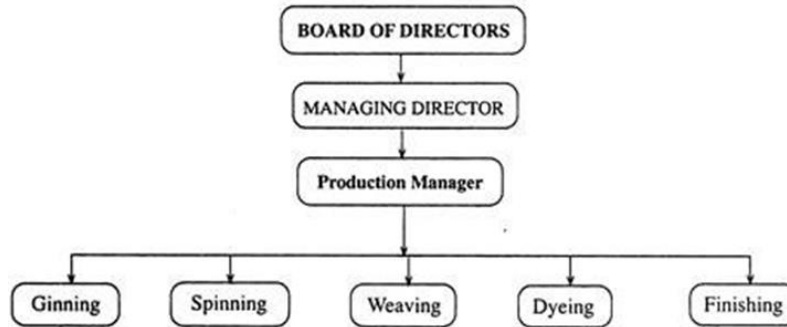 BOARD OF DIRECTORS
MANAGING DIRECTOR
Production Manager
Ginning
Spinning
Weaving
Dyeing
Finishing